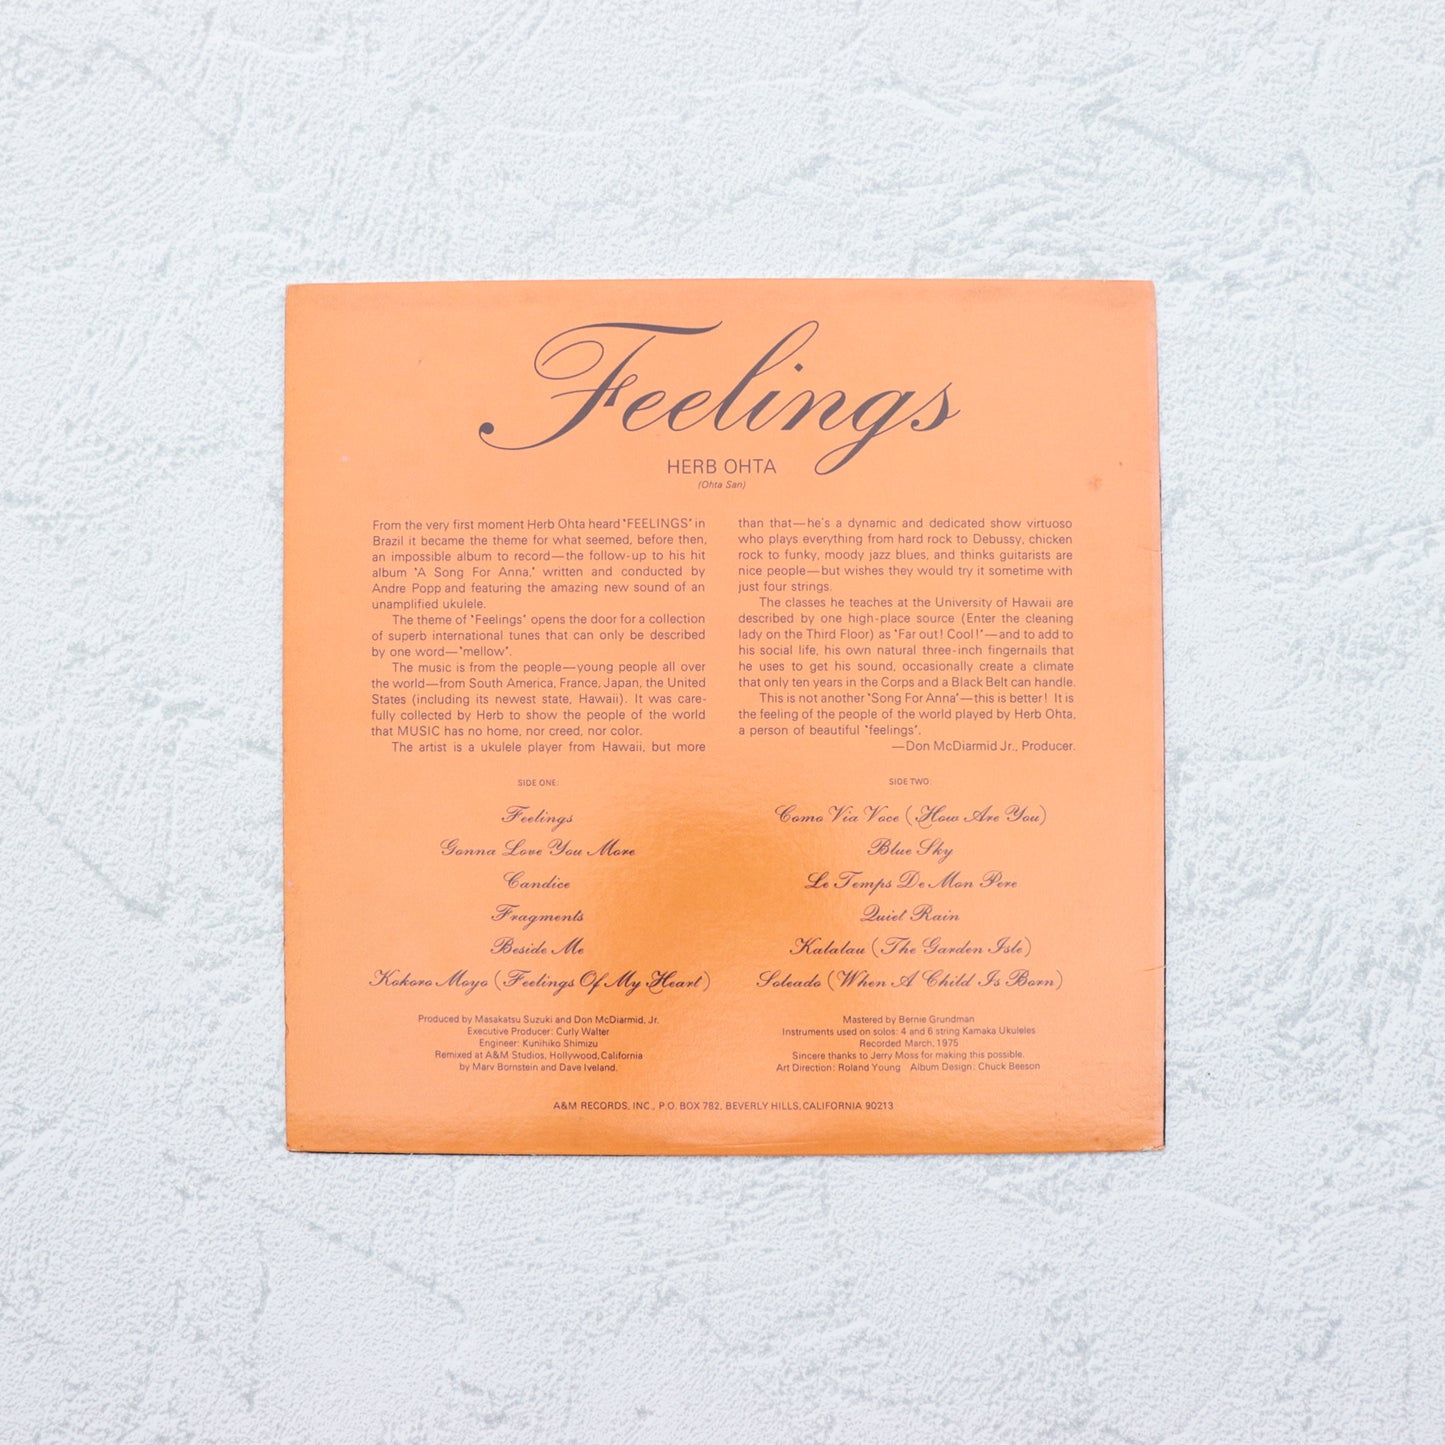 Feelings
HERB OHTA
(Ohta San)
From the very first moment Herb Ohta heard "FEELINGS" in
Brazil it became the theme for what seemed, before then,
an impossible album to record—the follow-up to his hit
album "A Song For Anna," written and conducted by
Andre Popp and featuring the amazing new sound of an
unamplified ukulele.
The theme of "Feelings" opens the door for a collection
of superb international tunes that can only be described
by one word—"mellow".
The music is from the people—young people all over
the world—from South America, France, Japan, the United
States (including its newest state, Hawaii). It was care-
fully collected by Herb to show the people of the world
that MUSIC has no home, nor creed, nor color.
The artist is a ukulele player from Hawaii, but more
than that—he's a dynamic and dedicated show virtuoso
who plays everything from hard rock to Debussy, chicken
rock to funky, moody jazz blues, and thinks guitarists are
nice people—but wishes they would try it sometime with
just four strings.
The classes he teaches at the University of Hawaii are
described by one high-place source (Enter the cleaning
lady on the Third Floor) as "Far out! Cool!"—and to add to
his social life, his own natural three-inch fingernails that
he uses to get his sound, occasionally create a climate
that only ten years in the Corps and a Black Belt can handle.
This is not another "Song For Anna"—this is better! It is
the feeling of the people of the world played by Herb Ohta,
a person of beautiful "feelings".
—Don McDiarmid Jr., Producer.
SIDE ONE:
Feelings
Gonna Love You More
Candice
Fragments
Beside Me
Kokoro Moyo (Feelings Of My Heart)
SIDE TWO:
Como Via Voce (How Are You)
Blue Sky
Le Temps De Mon Pere
Quiet Rain
Kalalau (The Garden Isle)
Soleado (When A Child Is Born)
Produced by Masakatsu Suzuki and Don McDiarmid, Jr.
Executive Producer: Curly Walter
Engineer: Kunihiko Shimizu
Remixed at A&M Studios, Hollywood, California
by Marv Bornstein and Dave Iveland.
Mastered by Bernie Grundman
Instruments used on solos: 4 and 6 string Kamaka Ukuleles
Recorded March, 1975
Sincere thanks to Jerry Moss for making this possible.
Art Direction: Roland Young Album Design: Chuck Beeson
A&M RECORDS, INC., P.O. BOX 782, BEVERLY HILLS, CALIFORNIA 90213